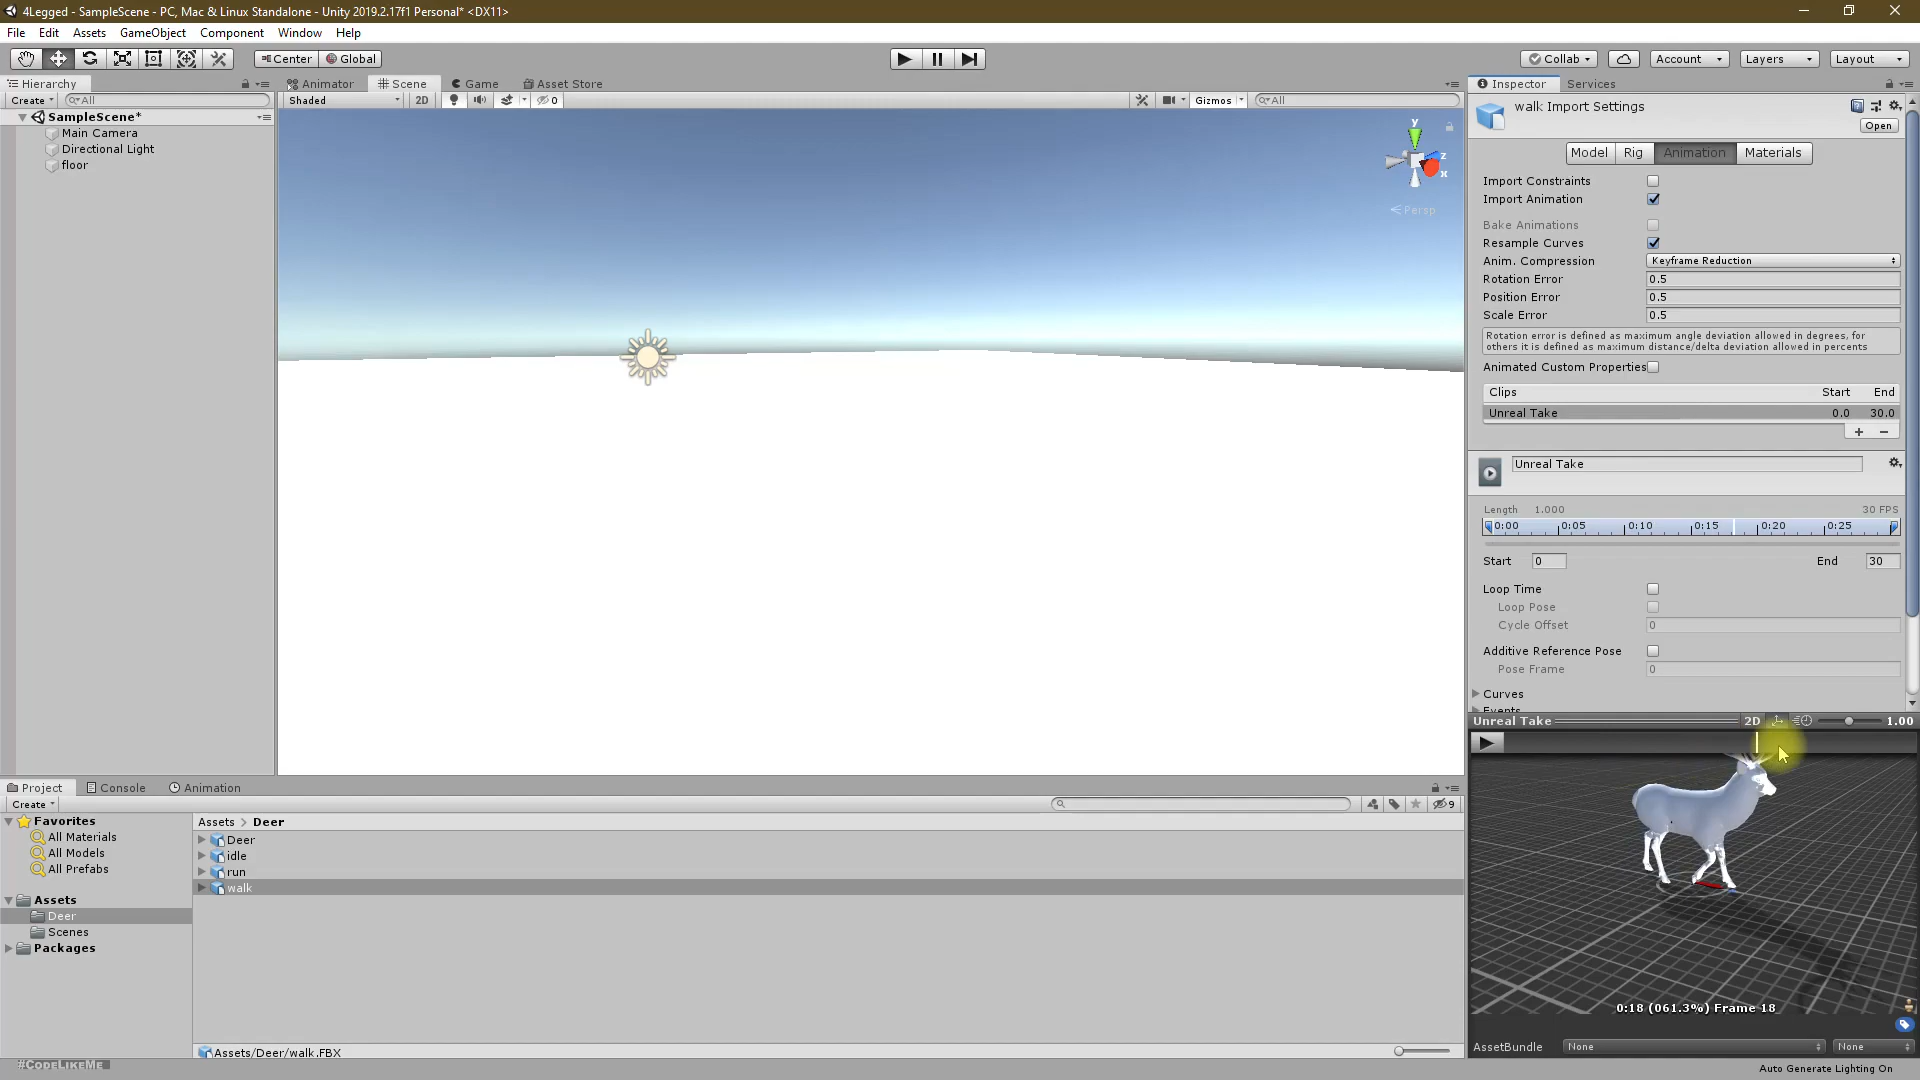 4Legged - SampleScene - PC, Mac & Linux Standalone - Unity 2019.2.17f1 Personal* <DX11>
File Edit Assets GameObject Component Window Help
Center Global Collab Account Layers Layout
Hierarchy Animator Scene Game Asset Store Inspector Services
Create All Shaded 2D 0 Gizmos All
walk Import Settings
Open
SampleScene*
Main Camera
Directional Light
floor
y
z
x
Persp
Model Rig Animation Materials
Import Constraints
Import Animation
Bake Animations
Resample Curves
Anim. Compression Keyframe Reduction
Rotation Error 0.5
Position Error 0.5
Scale Error 0.5
Rotation error is defined as maximum angle deviation allowed in degrees, for
others it is defined as maximum distance/delta deviation allowed in percents
Animated Custom Properties
Clips Start End
Unreal Take 0.0 30.0
+ −
Unreal Take
Length 1.000 30 FPS
0:00 0:05 0:10 0:15 0:20 0:25
Start 0 End 30
Loop Time
Loop Pose
Cycle Offset 0
Additive Reference Pose
Pose Frame 0
Curves
Events
Unreal Take 2D 1.00
0:18 (061.3%) Frame 18
AssetBundle None None
Project Console Animation
Create 9
Favorites
All Materials
All Models
All Prefabs
Assets
Deer
Scenes
Packages
Assets > Deer
Deer
idle
run
walk
Assets/Deer/walk.FBX
#CodeLikeMe
Auto Generate Lighting On